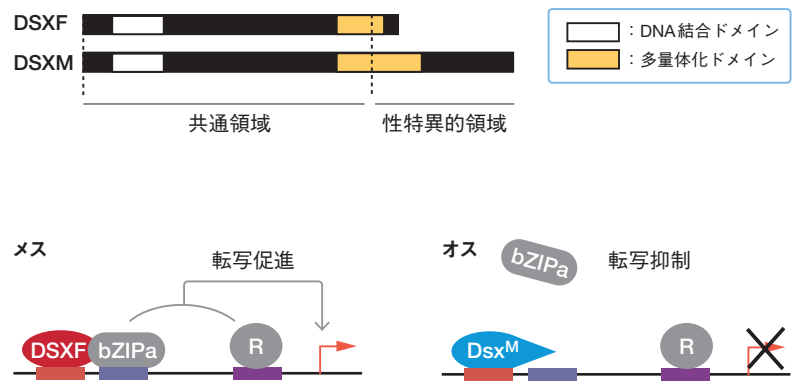 DSXF
DSXM
：DNA結合ドメイン
：多量体化ドメイン
共通領域
性特異的領域
メス
転写促進
DSXF
bZIPa
R
オス
bZIPa
転写抑制
Dsxᴹ
R